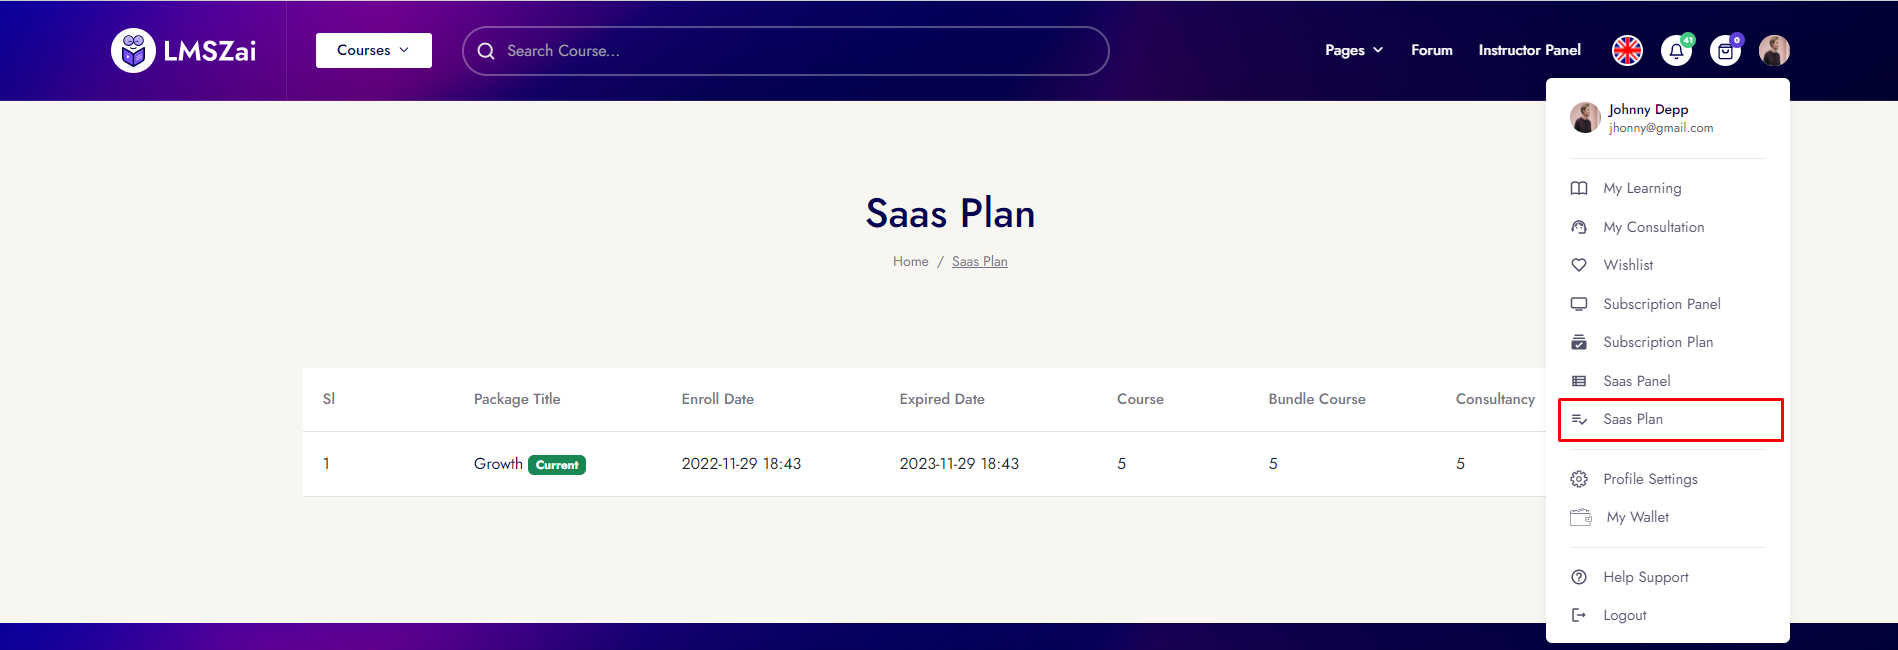 LMSZai
Courses
Search Course...
Pages
Forum
Instructor Panel
41
0
Johnny Depp
jhonny@gmail.com
My Learning
My Consultation
Wishlist
Subscription Panel
Subscription Plan
Saas Panel
Saas Plan
Profile Settings
My Wallet
Help Support
Logout
Saas Plan
Home / Saas Plan
Sl Package Title Enroll Date Expired Date Course Bundle Course Consultancy
1 Growth Current 2022-11-29 18:43 2023-11-29 18:43 5 5 5